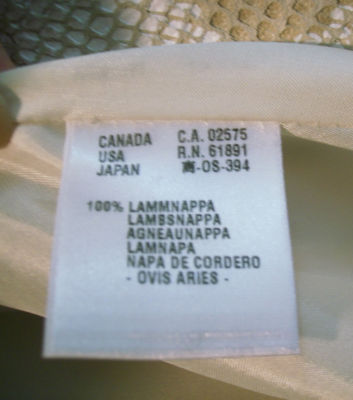 CANADA C.A. 02575
USA R.N. 61891
JAPAN 商-OS-394
100% LAMMNAPPA
LAMBSNAPPA
AGNEAUNAPPA
LAMNAPA
NAPA DE CORDERO
- OVIS ARIES -